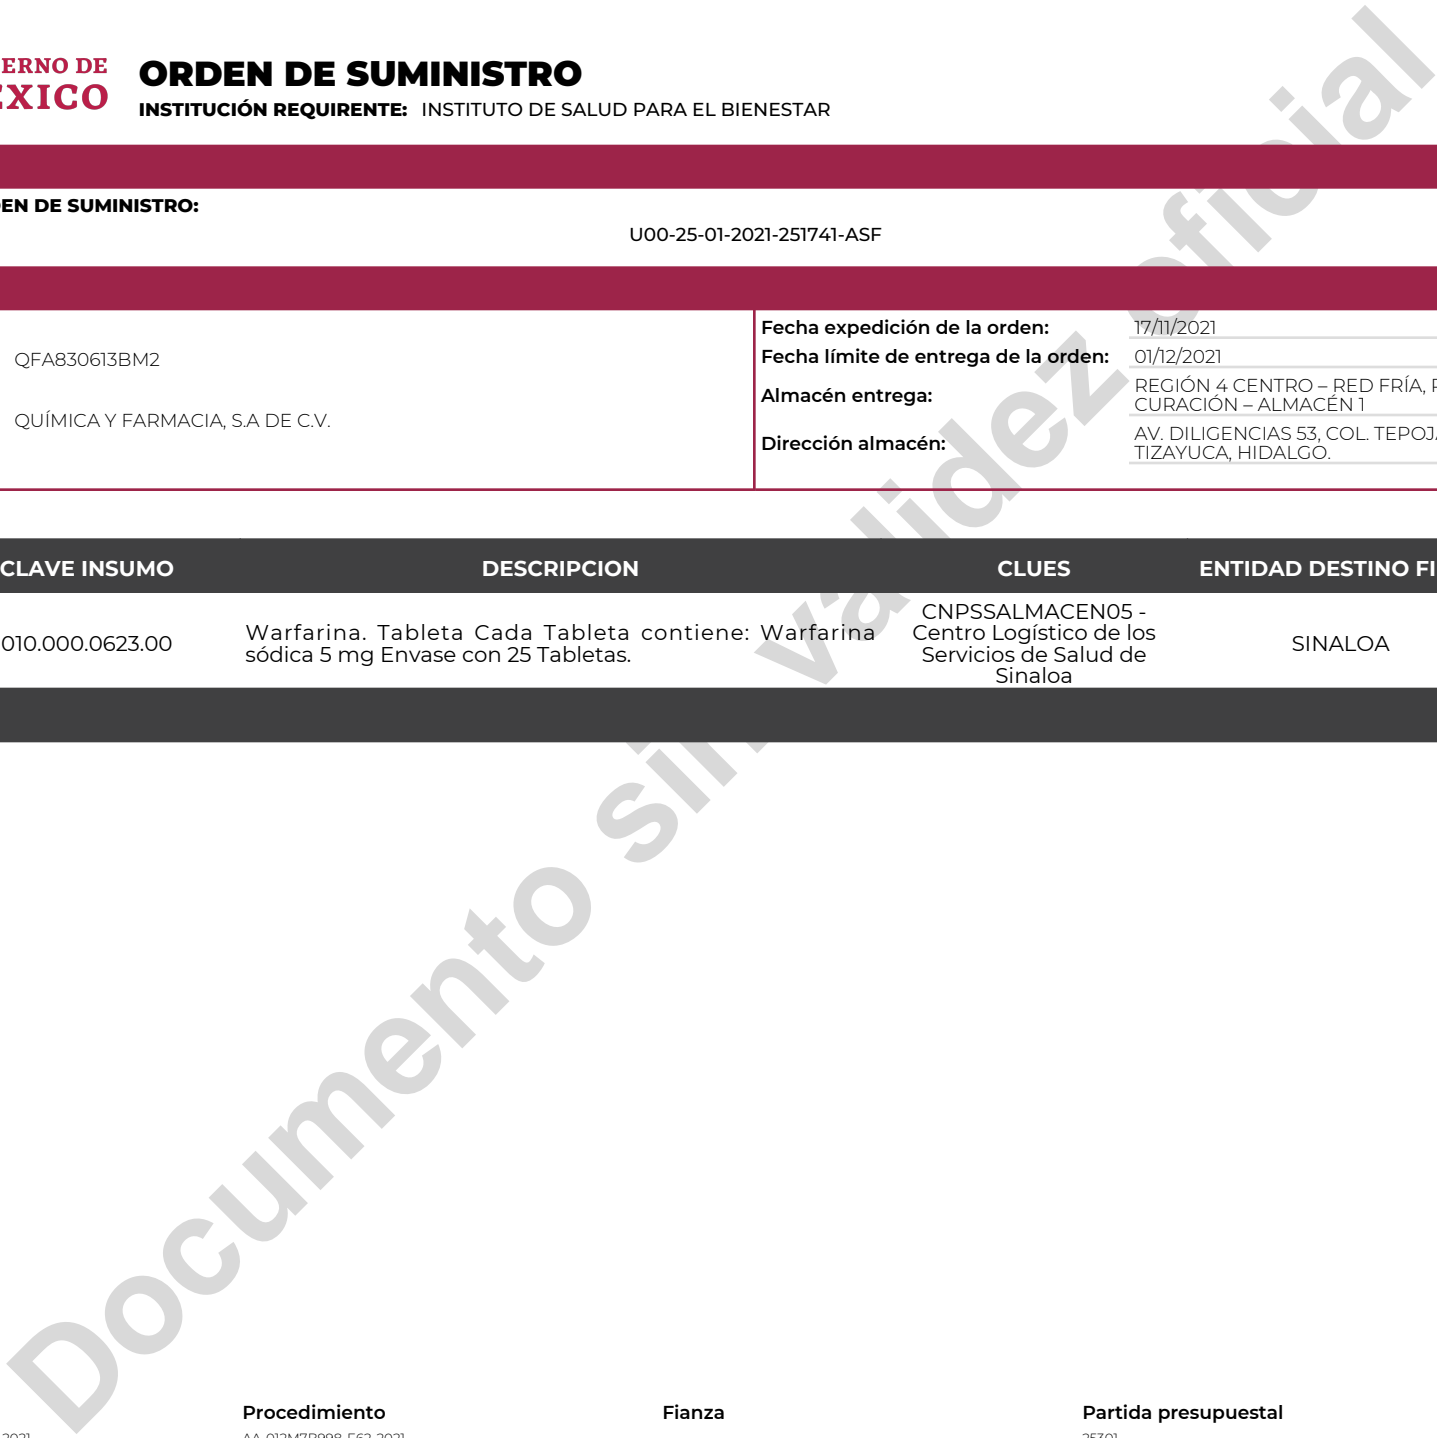 ERNO DE
EXICO
ORDEN DE SUMINISTRO
INSTITUCIÓN REQUIRENTE: INSTITUTO DE SALUD PARA EL BIENESTAR
EN DE SUMINISTRO:
U00-25-01-2021-251741-ASF
QFA830613BM2
QUÍMICA Y FARMACIA, S.A DE C.V.
Fecha expedición de la orden: 17/11/2021
Fecha límite de entrega de la orden: 01/12/2021
Almacén entrega: REGIÓN 4 CENTRO – RED FRÍA,
CURACIÓN – ALMACÉN 1
Dirección almacén: AV. DILIGENCIAS 53, COL. TEPOJA
TIZAYUCA, HIDALGO.
CLAVE INSUMO DESCRIPCION CLUES ENTIDAD DESTINO FI
010.000.0623.00
Warfarina. Tableta Cada Tableta contiene: Warfarina
sódica 5 mg Envase con 25 Tabletas.
CNPSSALMACEN05 -
Centro Logístico de los
Servicios de Salud de
Sinaloa
SINALOA
Documento sin validez oficial
Procedimiento Fianza Partida presupuestal